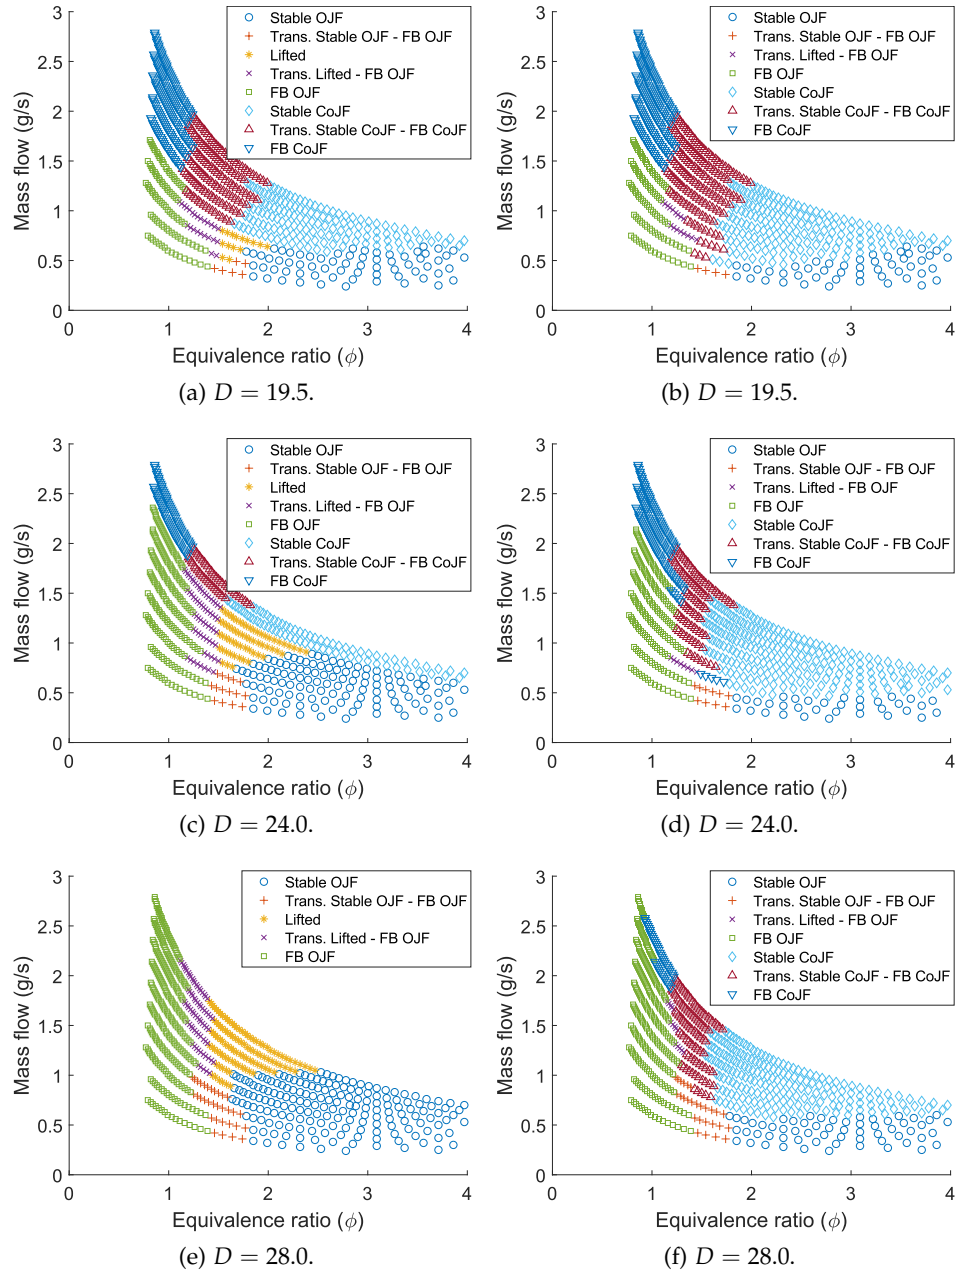 3
2.5
2
1.5
1
0.5
0
Mass flow (g/s)
Stable OJF
Trans. Stable OJF - FB OJF
Lifted
Trans. Lifted - FB OJF
FB OJF
Stable CoJF
Trans. Stable CoJF - FB CoJF
FB CoJF
0 1 2 3 4
Equivalence ratio (ϕ)
(a) D = 19.5.
3
2.5
2
1.5
1
0.5
0
Mass flow (g/s)
Stable OJF
Trans. Stable OJF - FB OJF
Trans. Lifted - FB OJF
FB OJF
Stable CoJF
Trans. Stable CoJF - FB CoJF
FB CoJF
0 1 2 3 4
Equivalence ratio (ϕ)
(b) D = 19.5.
3
2.5
2
1.5
1
0.5
0
Mass flow (g/s)
Stable OJF
Trans. Stable OJF - FB OJF
Lifted
Trans. Lifted - FB OJF
FB OJF
Stable CoJF
Trans. Stable CoJF - FB CoJF
FB CoJF
0 1 2 3 4
Equivalence ratio (ϕ)
(c) D = 24.0.
3
2.5
2
1.5
1
0.5
0
Mass flow (g/s)
Stable OJF
Trans. Stable OJF - FB OJF
Trans. Lifted - FB OJF
FB OJF
Stable CoJF
Trans. Stable CoJF - FB CoJF
FB CoJF
0 1 2 3 4
Equivalence ratio (ϕ)
(d) D = 24.0.
3
2.5
2
1.5
1
0.5
0
Mass flow (g/s)
Stable OJF
Trans. Stable OJF - FB OJF
Lifted
Trans. Lifted - FB OJF
FB OJF
0 1 2 3 4
Equivalence ratio (ϕ)
(e) D = 28.0.
3
2.5
2
1.5
1
0.5
0
Mass flow (g/s)
Stable OJF
Trans. Stable OJF - FB OJF
Trans. Lifted - FB OJF
FB OJF
Stable CoJF
Trans. Stable CoJF - FB CoJF
FB CoJF
0 1 2 3 4
Equivalence ratio (ϕ)
(f) D = 28.0.